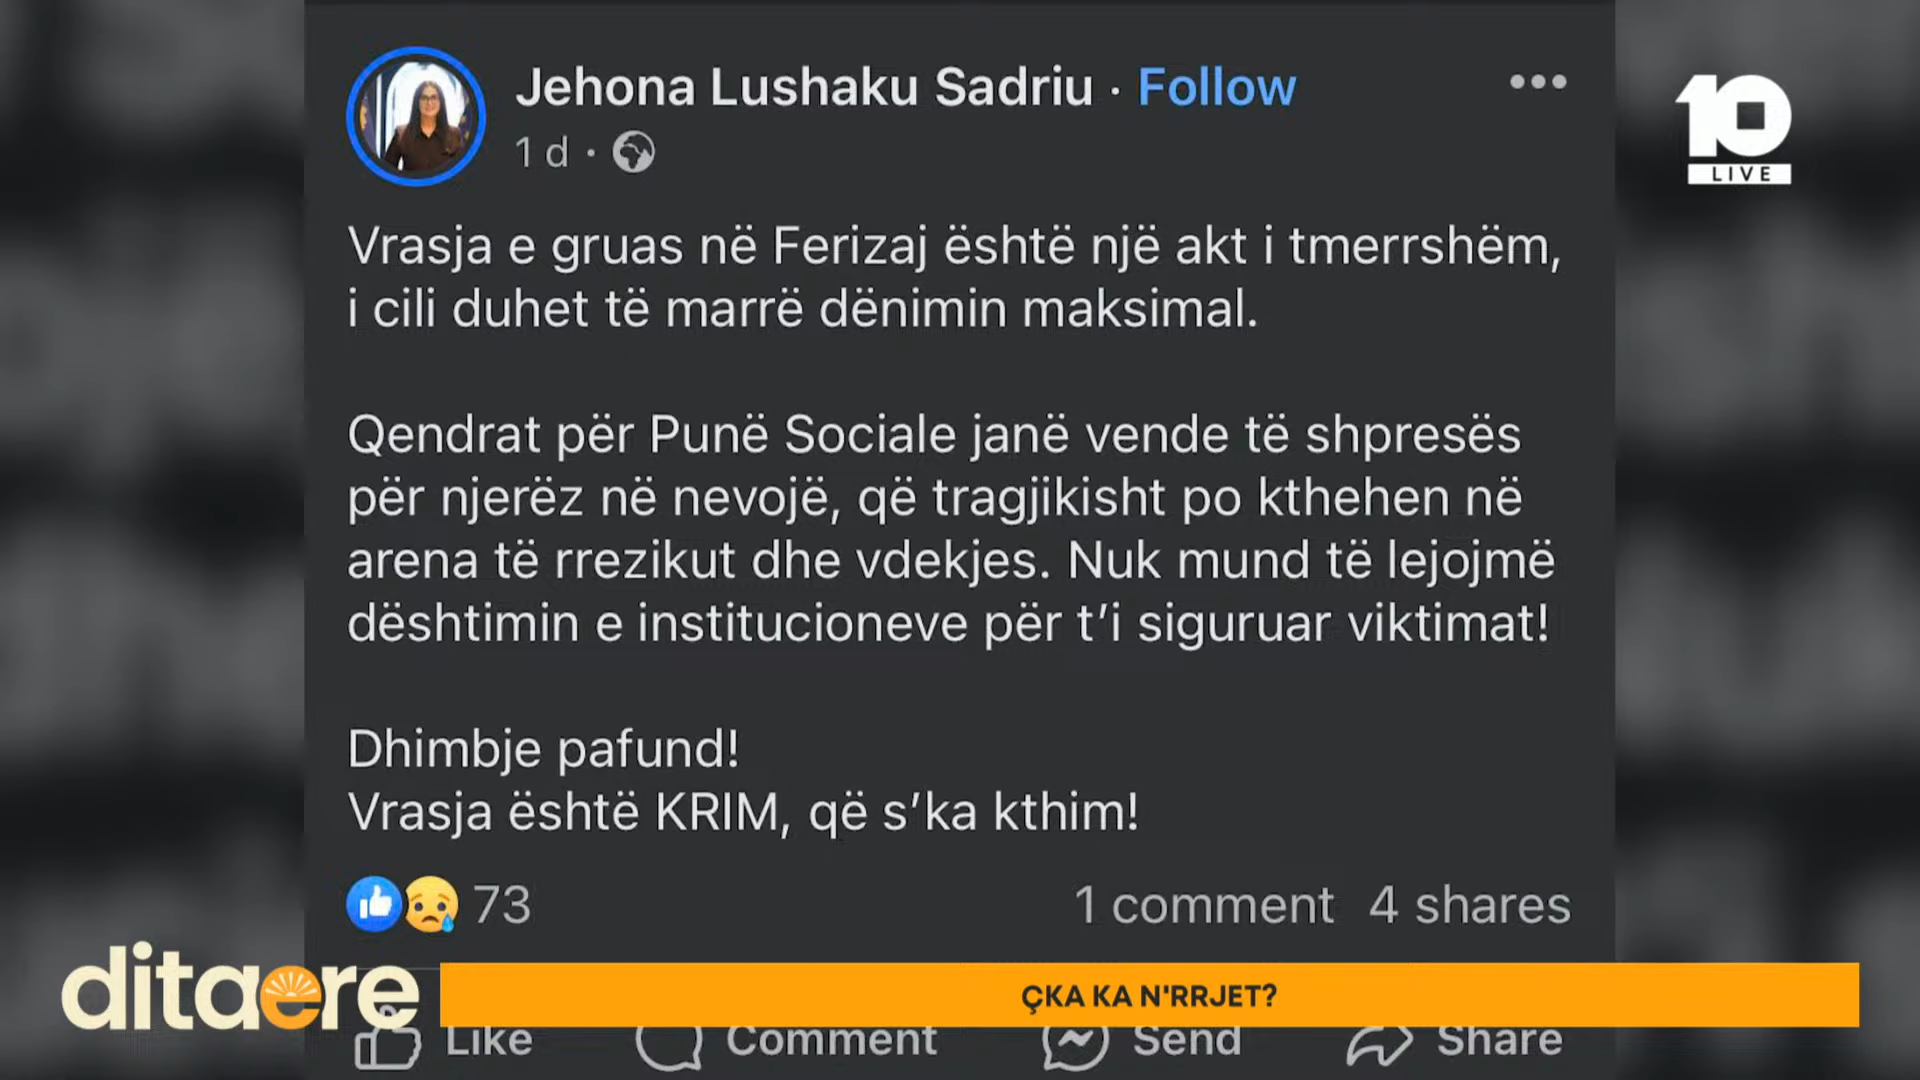 Jehona Lushaku Sadriu · Follow
1 d ·
10
LIVE
Vrasja e gruas në Ferizaj është një akt i tmerrshëm,
i cili duhet të marrë dënimin maksimal.
Qendrat për Punë Sociale janë vende të shpresës
për njerëz në nevojë, që tragjikisht po kthehen në
arena të rrezikut dhe vdekjes. Nuk mund të lejojmë
dështimin e institucioneve për t’i siguruar viktimat!
Dhimbje pafund!
Vrasja është KRIM, që s’ka kthim!
73 1 comment 4 shares
ditaere
ÇKA KA N'RRJET?
Like Comment Send Share